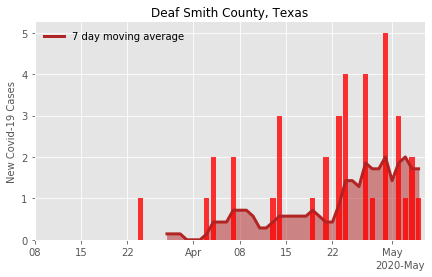 Deaf Smith County, Texas
7 day moving average
New Covid-19 Cases
5
4
3
2
1
0
08 15 22 Apr 08 15 22 May
2020-May